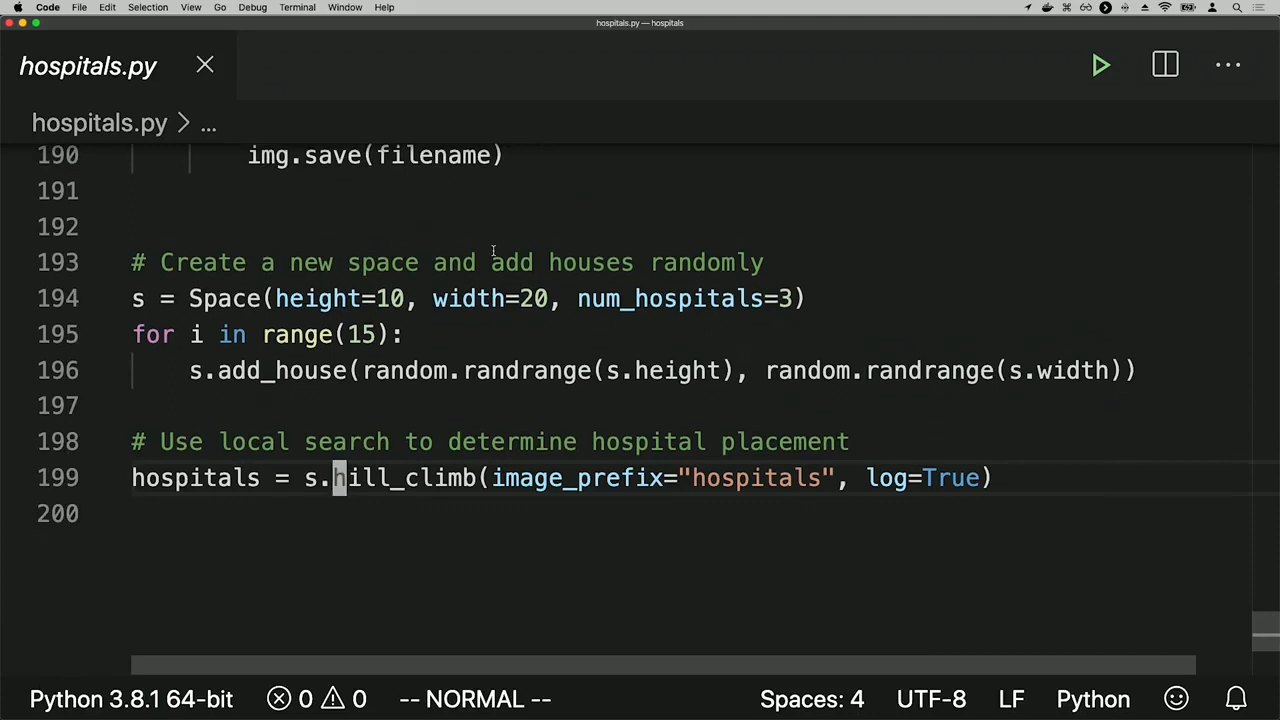 Code File Edit Selection View Go Debug Terminal Window Help
hospitals.py — hospitals
hospitals.py
hospitals.py > ...
190 img.save(filename)
191
192
193 # Create a new space and add houses randomly
194 s = Space(height=10, width=20, num_hospitals=3)
195 for i in range(15):
196 s.add_house(random.randrange(s.height), random.randrange(s.width))
197
198 # Use local search to determine hospital placement
199 hospitals = s.hill_climb(image_prefix="hospitals", log=True)
200
Python 3.8.1 64-bit 0 0 -- NORMAL -- Spaces: 4 UTF-8 LF Python